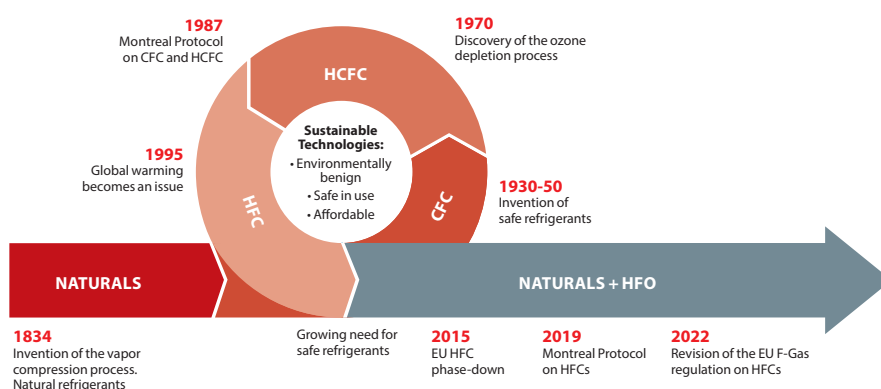 1987
Montreal Protocol
on CFC and HCFC
1970
Discovery of the ozone
depletion process
HCFC
Sustainable
Technologies:
• Environmentally
benign
• Safe in use
• Affordable
1995
Global warming
becomes an issue
HFC
CFC
1930-50
Invention of
safe refrigerants
NATURALS
NATURALS + HFO
1834
Invention of the vapor
compression process.
Natural refrigerants
Growing need for
safe refrigerants
2015
EU HFC
phase-down
2019
Montreal Protocol
on HFCs
2022
Revision of the EU F-Gas
regulation on HFCs